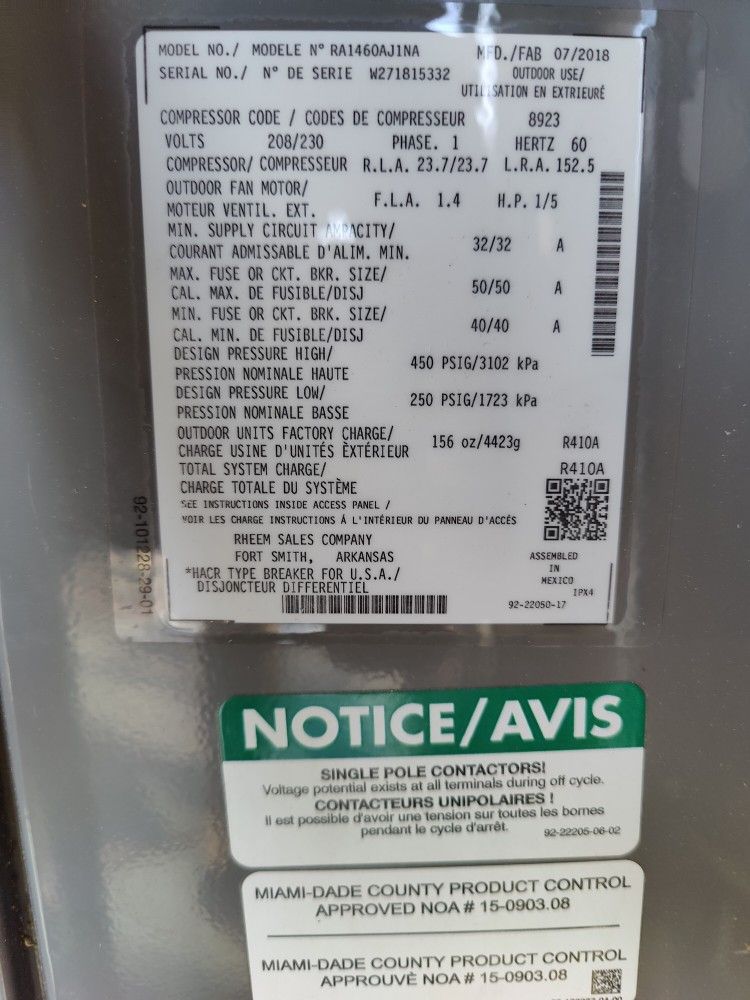 MODEL NO./ MODELE N° RA1460AJ1NA MFD./FAB 07/2018
SERIAL NO./ N° DE SERIE W271815332 OUTDOOR USE/
UTILISATION EN EXTRIEURÉ
COMPRESSOR CODE / CODES DE COMPRESSEUR 8923
VOLTS 208/230 PHASE. 1 HERTZ 60
COMPRESSOR/ COMPRESSEUR R.L.A. 23.7/23.7 L.R.A. 152.5
OUTDOOR FAN MOTOR/
MOTEUR VENTIL. EXT. F.L.A. 1.4 H.P. 1/5
MIN. SUPPLY CIRCUIT AMPACITY/
COURANT ADMISSABLE D'ALIM. MIN. 32/32 A
MAX. FUSE OR CKT. BKR. SIZE/
CAL. MAX. DE FUSIBLE/DISJ 50/50 A
MIN. FUSE OR CKT. BRK. SIZE/
CAL. MIN. DE FUSIBLE/DISJ 40/40 A
DESIGN PRESSURE HIGH/
PRESSION NOMINALE HAUTE 450 PSIG/3102 kPa
DESIGN PRESSURE LOW/
PRESSION NOMINALE BASSE 250 PSIG/1723 kPa
OUTDOOR UNITS FACTORY CHARGE/
CHARGE USINE D'UNITÉS ÈXTÉRIEUR 156 oz/4423g R410A
TOTAL SYSTEM CHARGE/ R410A
CHARGE TOTALE DU SYSTÈME
SEE INSTRUCTIONS INSIDE ACCESS PANEL /
VOIR LES CHARGE INSTRUCTIONS Á L'INTÉRIEUR DU PANNEAU D'ACCÉS
RHEEM SALES COMPANY
FORT SMITH, ARKANSAS
ASSEMBLED
IN
MEXICO
IPX4
*HACR TYPE BREAKER FOR U.S.A./
DISJONCTEUR DIFFERENTIEL
92-22050-17
92-101228-29-01
NOTICE/AVIS
SINGLE POLE CONTACTORS!
Voltage potential exists at all terminals during off cycle.
CONTACTEURS UNIPOLAIRES !
Il est possible d'avoir une tension sur toutes les bornes
pendant le cycle d'arrêt. 92-22205-06-02
MIAMI-DADE COUNTY PRODUCT CONTROL
APPROVED NOA # 15-0903.08
MIAMI-DADE COUNTY PRODUCT CONTROL
APPROUVÈ NOA # 15-0903.08